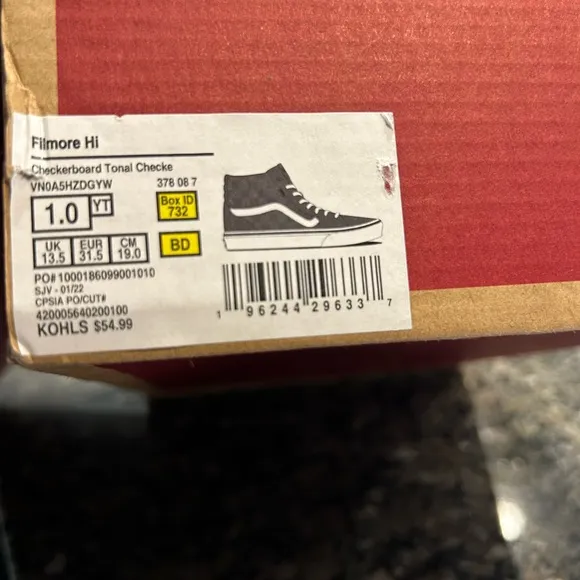 Filmore Hi
Checkerboard Tonal Checke
VN0A5HZDGYW 378 08 7
1.0 YT
Box ID
732
UK EUR CM
13.5 31.5 19.0
BD
PO# 1000186099001010
SJV - 01/22
CPSIA PO/CUT#
420005640200100
KOHLS $54.99
1 96244 29633 7